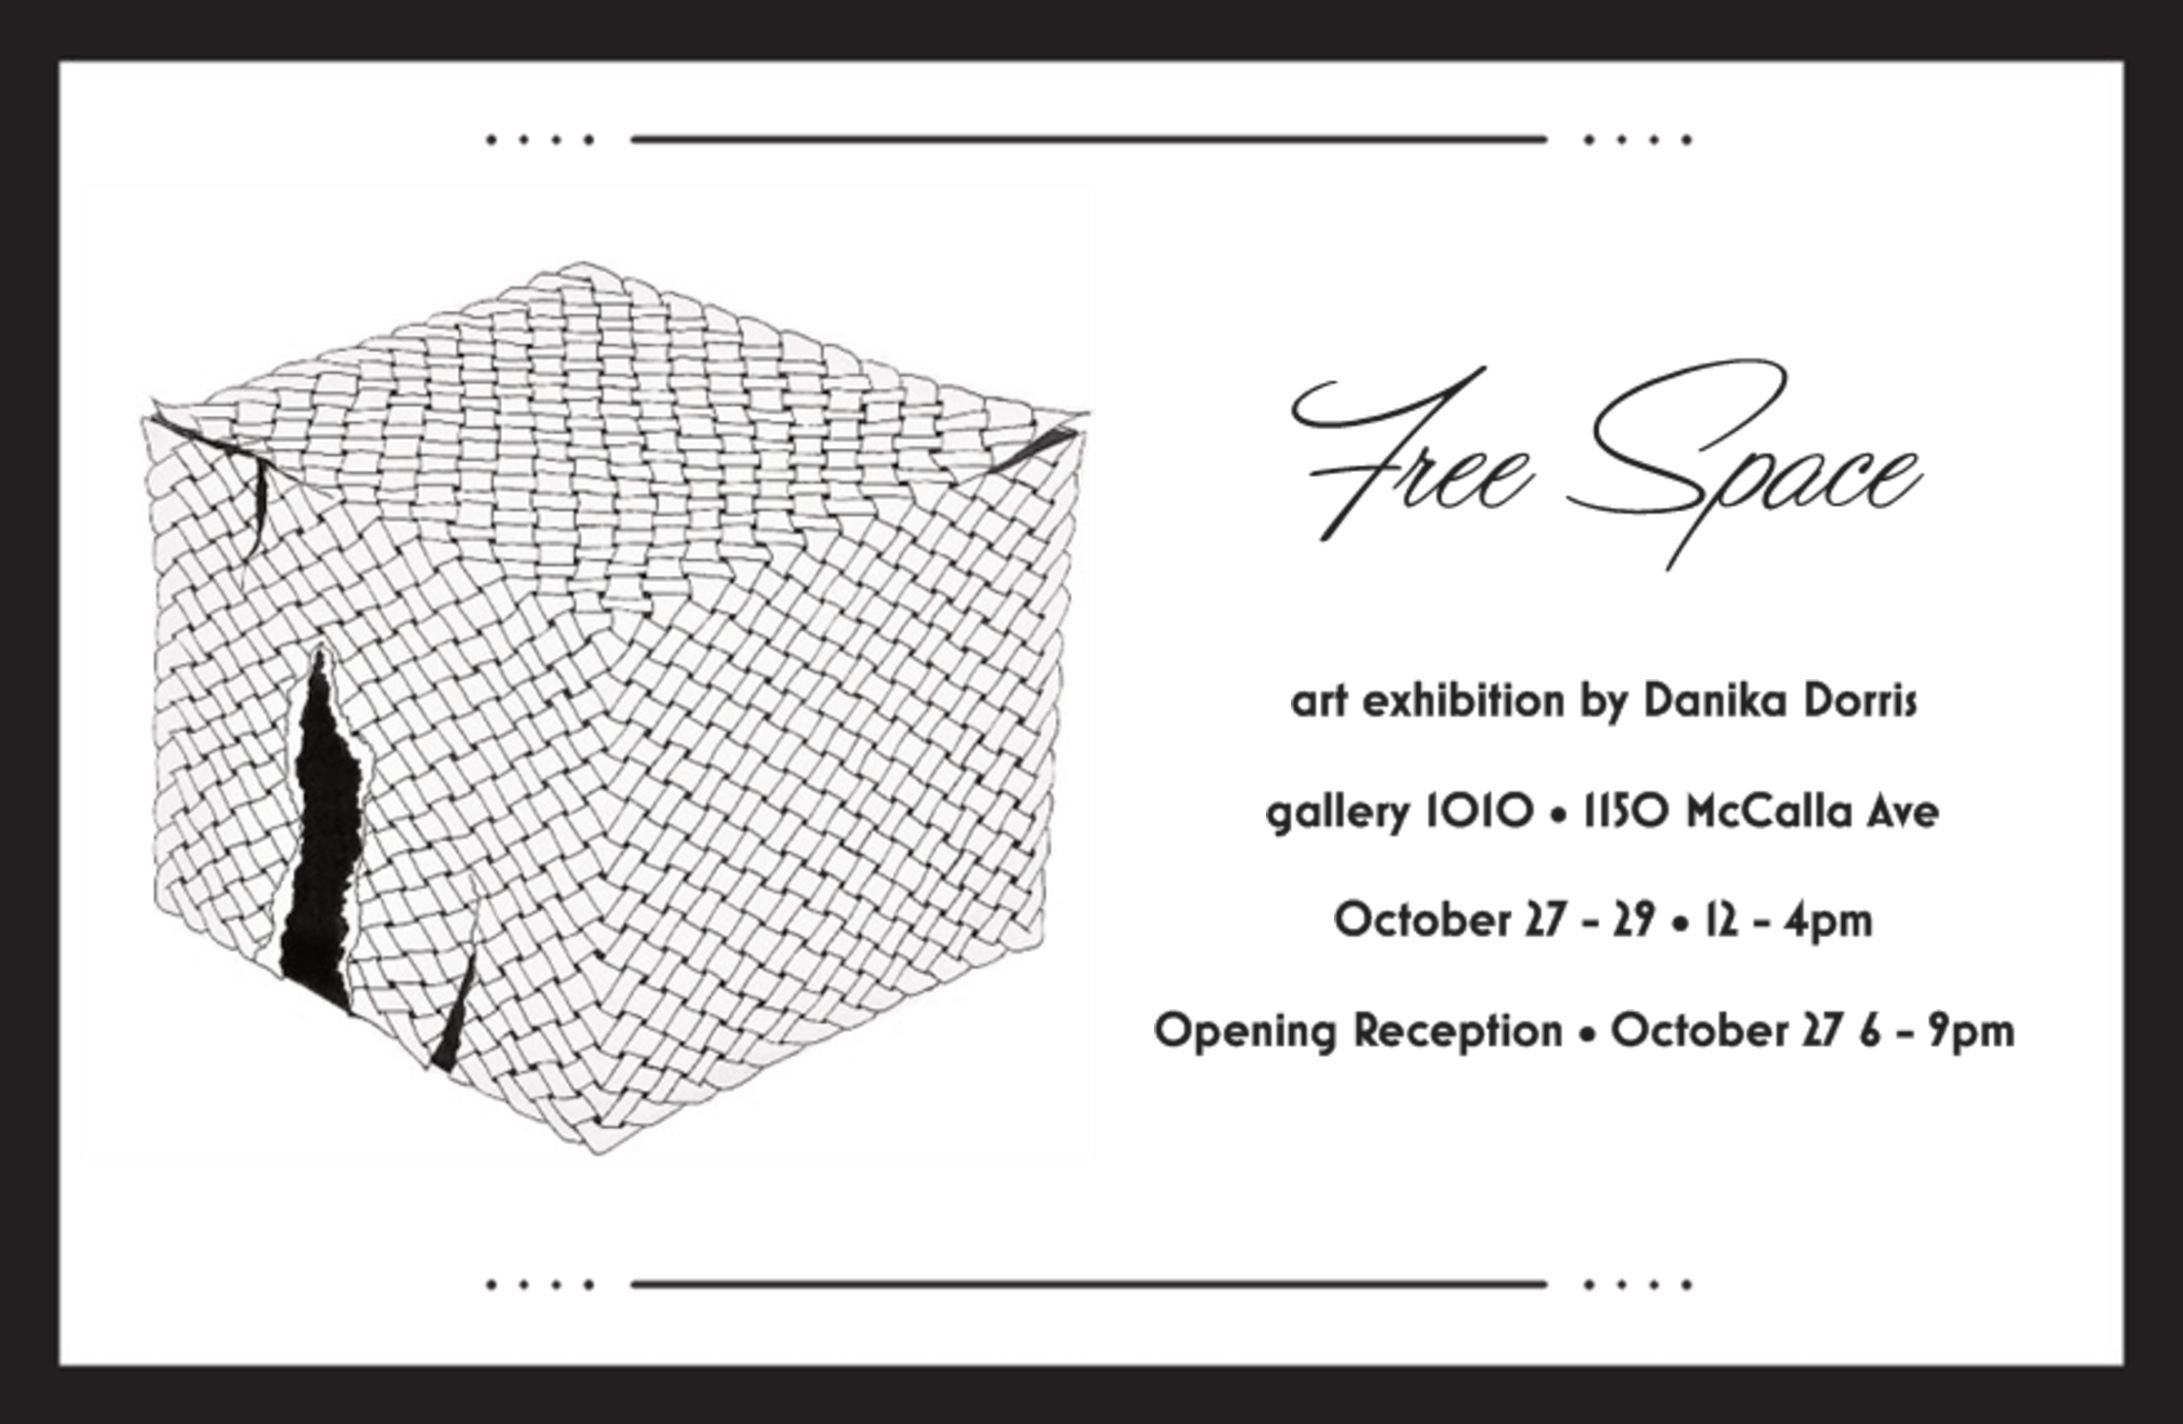 Free Space
art exhibition by Danika Dorris
gallery 1010 • 1150 McCalla Ave
October 27 - 29 • 12 - 4pm
Opening Reception • October 27 6 - 9pm